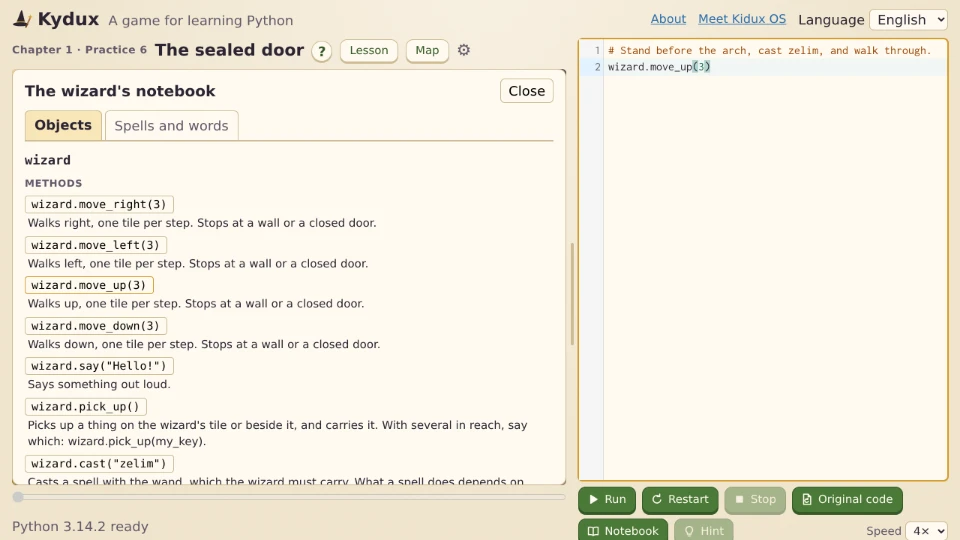 Kydux A game for learning Python
About Meet Kidux OS Language English
Chapter 1 · Practice 6 The sealed door ? Lesson Map
The wizard's notebook Close
Objects Spells and words
wizard
METHODS
wizard.move_right(3)
Walks right, one tile per step. Stops at a wall or a closed door.
wizard.move_left(3)
Walks left, one tile per step. Stops at a wall or a closed door.
wizard.move_up(3)
Walks up, one tile per step. Stops at a wall or a closed door.
wizard.move_down(3)
Walks down, one tile per step. Stops at a wall or a closed door.
wizard.say("Hello!")
Says something out loud.
wizard.pick_up()
Picks up a thing on the wizard's tile or beside it, and carries it. With several in reach, say
which: wizard.pick_up(my_key).
wizard.cast("zelim")
Casts a spell with the wand, which the wizard must carry. What a spell does depends on
Python 3.14.2 ready
1 # Stand before the arch, cast zelim, and walk through.
2 wizard.move_up(3)
Run Restart Stop Original code
Notebook Hint Speed 4×